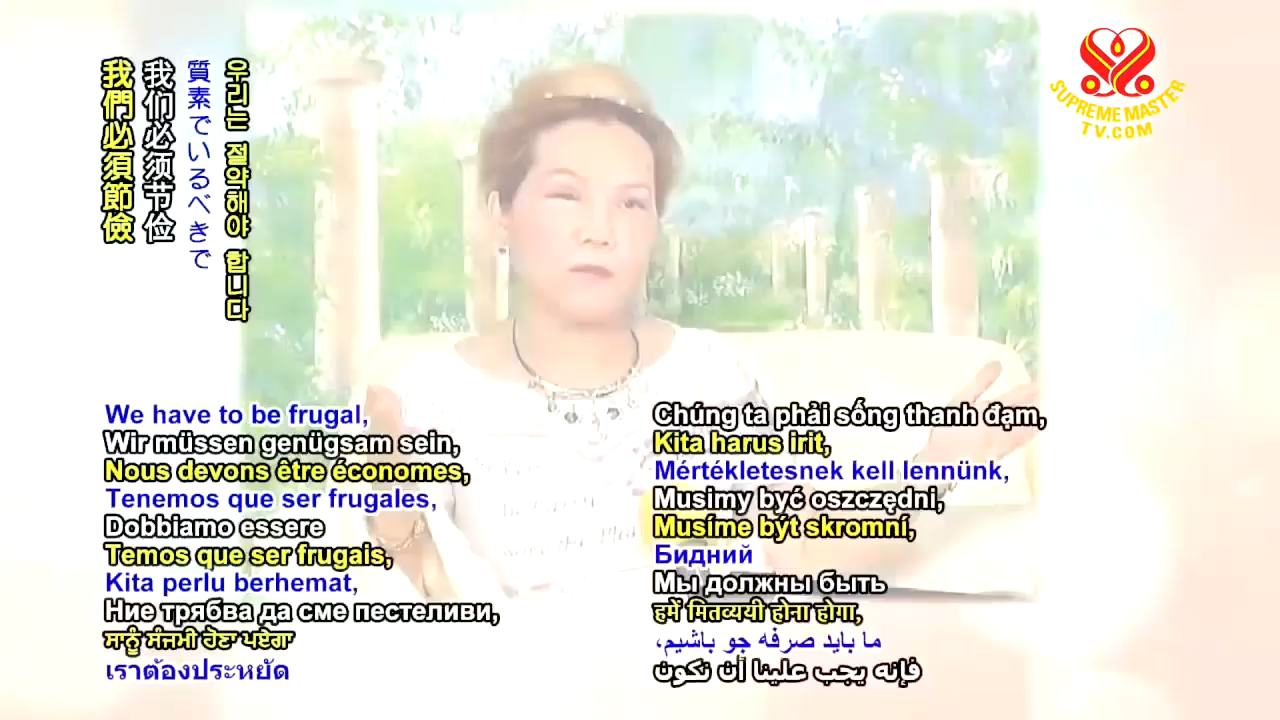 我們必須節儉
我们必须节俭
質素でいるべきで
우리는 절약해야 합니다
SUPREME MASTER
TV.COM
We have to be frugal,
Wir müssen genügsam sein,
Nous devons être économes,
Tenemos que ser frugales,
Dobbiamo essere
Temos que ser frugais,
Kita perlu berhemat,
Ние трябва да сме пестеливи,
ਸਾਨੂੰ ਸੰਜਮੀ ਹੋਣਾ ਪਏਗਾ
เราต้องประหยัด
Chúng ta phải sống thanh đạm,
Kita harus irit,
Mértékletesnek kell lennünk,
Musimy być oszczędni,
Musíme být skromní,
Бидний
Мы должны быть
हमें मितव्ययी होना होगा,
ما باید صرفه جو باشیم،
فإنه يجب علينا أن نكون